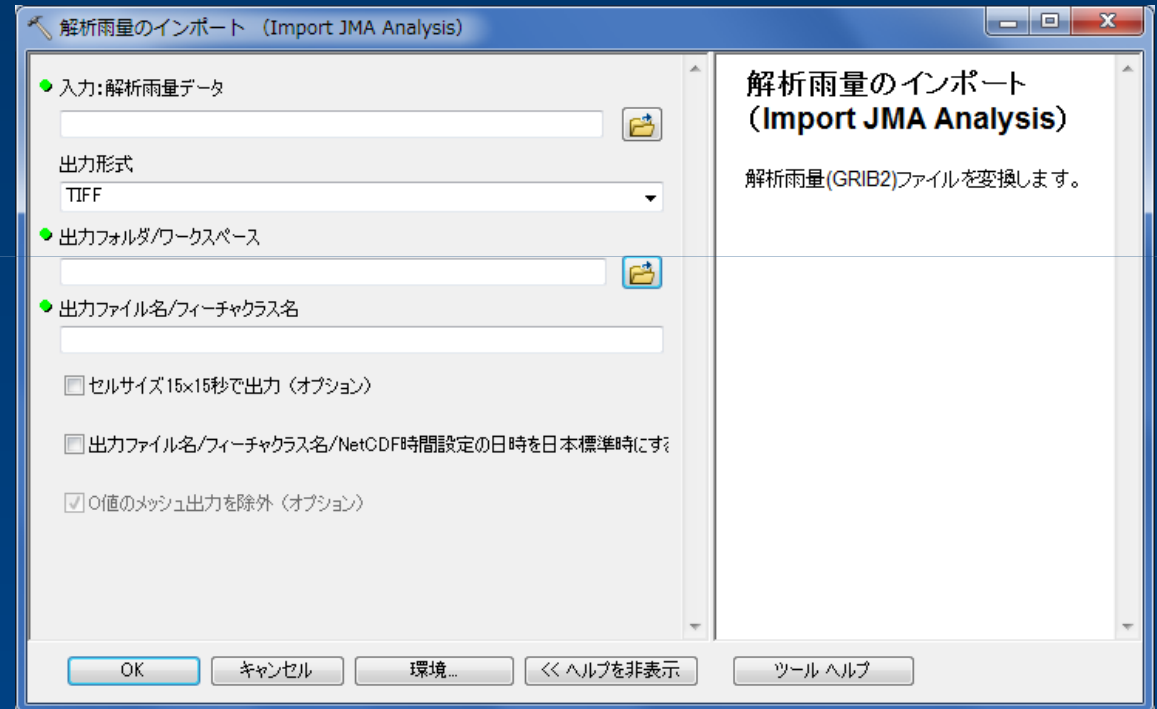 解析雨量のインポート （Import JMA Analysis）
入力:解析雨量データ
出力形式
TIFF
出力フォルダ/ワークスペース
出力ファイル名/フィーチャクラス名
セルサイズ15×15秒で出力（オプション）
出力ファイル名/フィーチャクラス名/NetCDF時間設定の日時を日本標準時にす
0値のメッシュ出力を除外（オプション）
OK
キャンセル
環境...
<< ヘルプを非表示
解析雨量のインポート
（Import JMA Analysis）
解析雨量(GRIB2)ファイルを変換します。
ツール ヘルプ